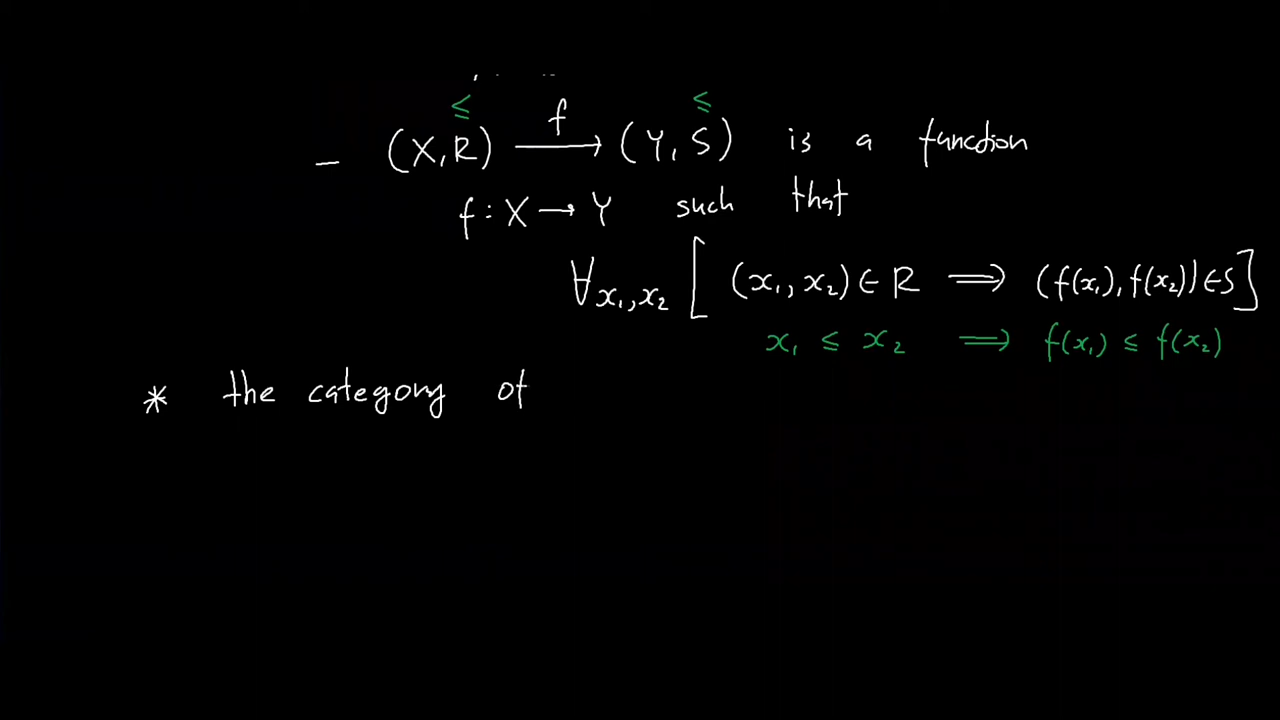 ≤ ≤
– (X,R) —f→ (Y,S) is a function
f : X → Y such that
∀x₁,x₂ [ (x₁, x₂) ∈ R ⟹ (f(x₁), f(x₂)) ∈ S ]
x₁ ≤ x₂ ⟹ f(x₁) ≤ f(x₂)
* the category of